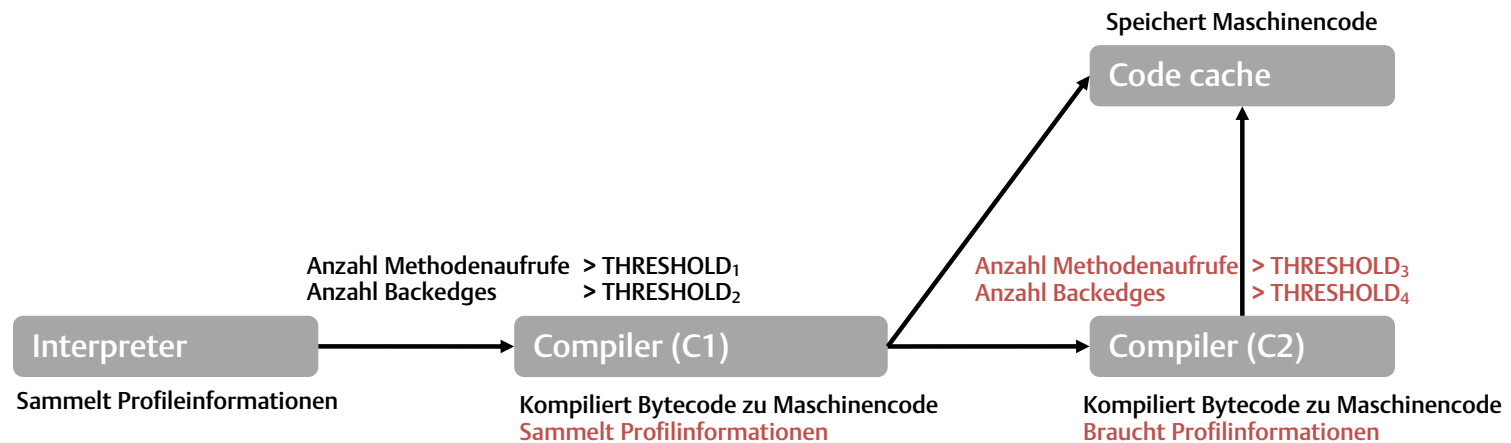 Speichert Maschinencode
Code cache
Anzahl Methodenaufrufe > THRESHOLD₁
Anzahl Backedges > THRESHOLD₂
Anzahl Methodenaufrufe > THRESHOLD₃
Anzahl Backedges > THRESHOLD₄
Interpreter
Compiler (C1)
Compiler (C2)
Sammelt Profileinformationen
Kompiliert Bytecode zu Maschinencode
Sammelt Profilinformationen
Kompiliert Bytecode zu Maschinencode
Braucht Profilinformationen